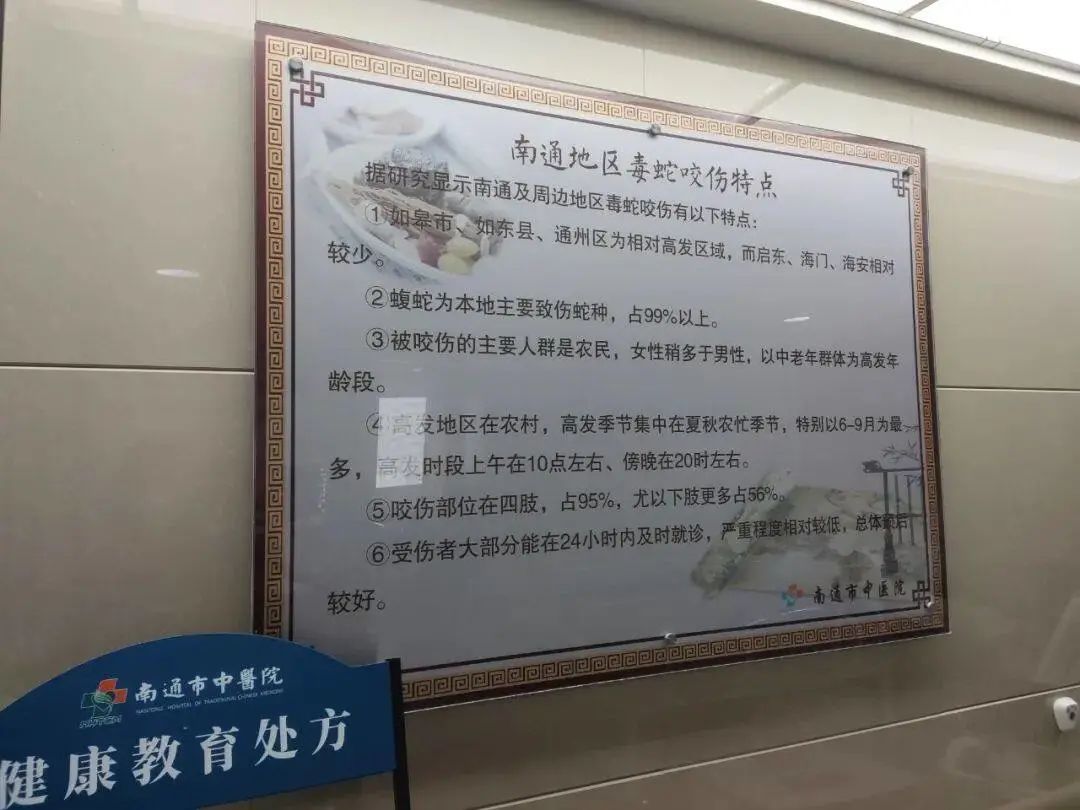 南通地区毒蛇咬伤特点
据研究显示南通及周边地区毒蛇咬伤有以下特点：
①如皋市、如东县、通州区为相对高发区域，而启东、海门、海安相对
较少。
②蝮蛇为本地主要致伤蛇种，占99%以上。
③被咬伤的主要人群是农民，女性稍多于男性，以中老年群体为高发年
龄段。
④高发地区在农村，高发季节集中在夏秋农忙季节，特别以6-9月为最
多，高发时段上午在10点左右、傍晚在20时左右。
⑤咬伤部位在四肢，占95%，尤以下肢更多占56%。
⑥受伤者大部分能在24小时内及时就诊，严重程度相对较低，总体预后
较好。
南通市中医院
南通市中醫院
NANTONG HOSPITAL OF TRADITIONAL CHINESE MEDICINE
健康教育处方